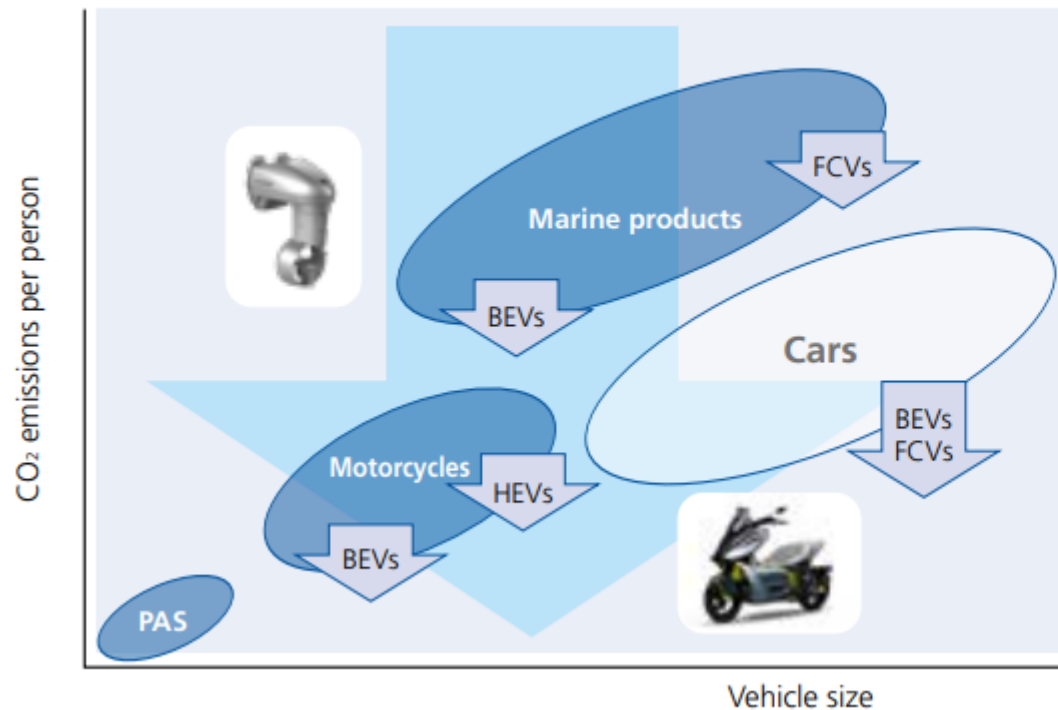 CO₂ emissions per person
FCVs
Marine products
BEVs
Cars
BEVs
FCVs
Motorcycles
HEVs
BEVs
PAS
Vehicle size